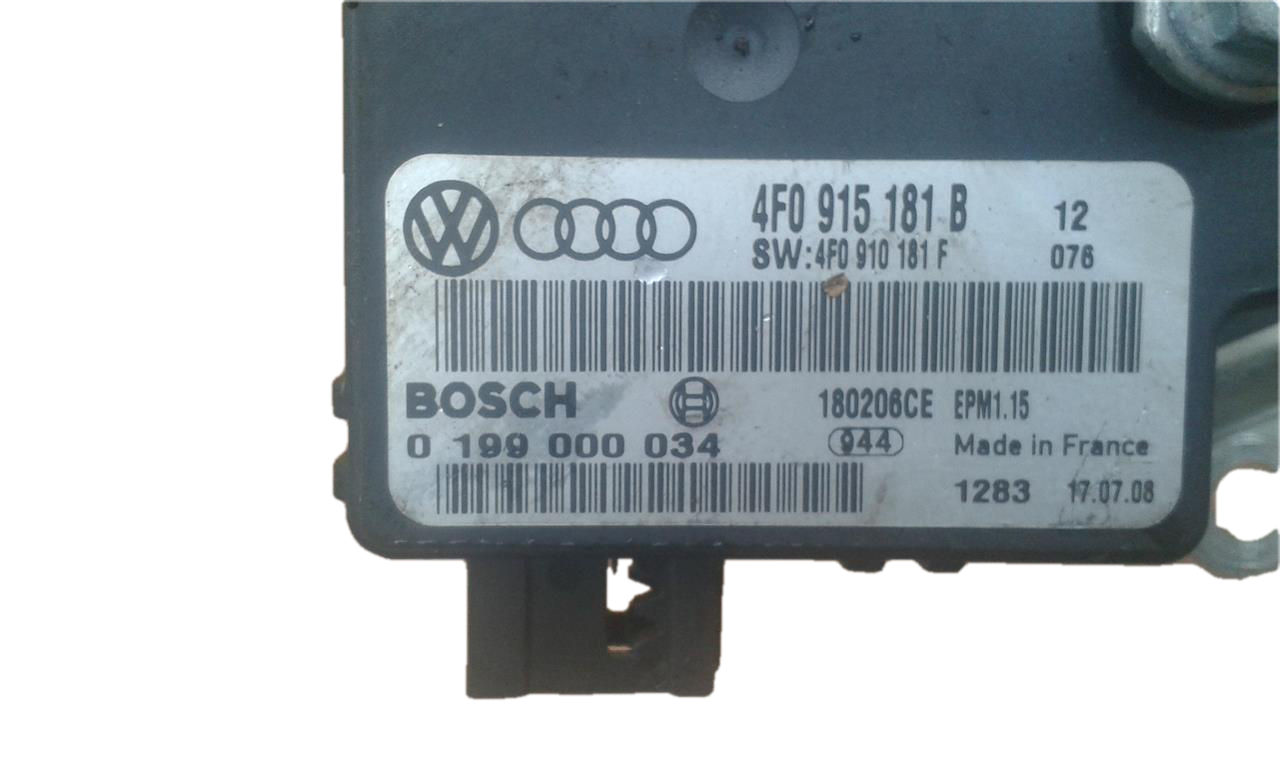 4F0 915 181 B 12
SW:4F0 910 181 F 076
BOSCH 180206CE EPM1.15
0 199 000 034 944 Made in France
1283 17.07.08